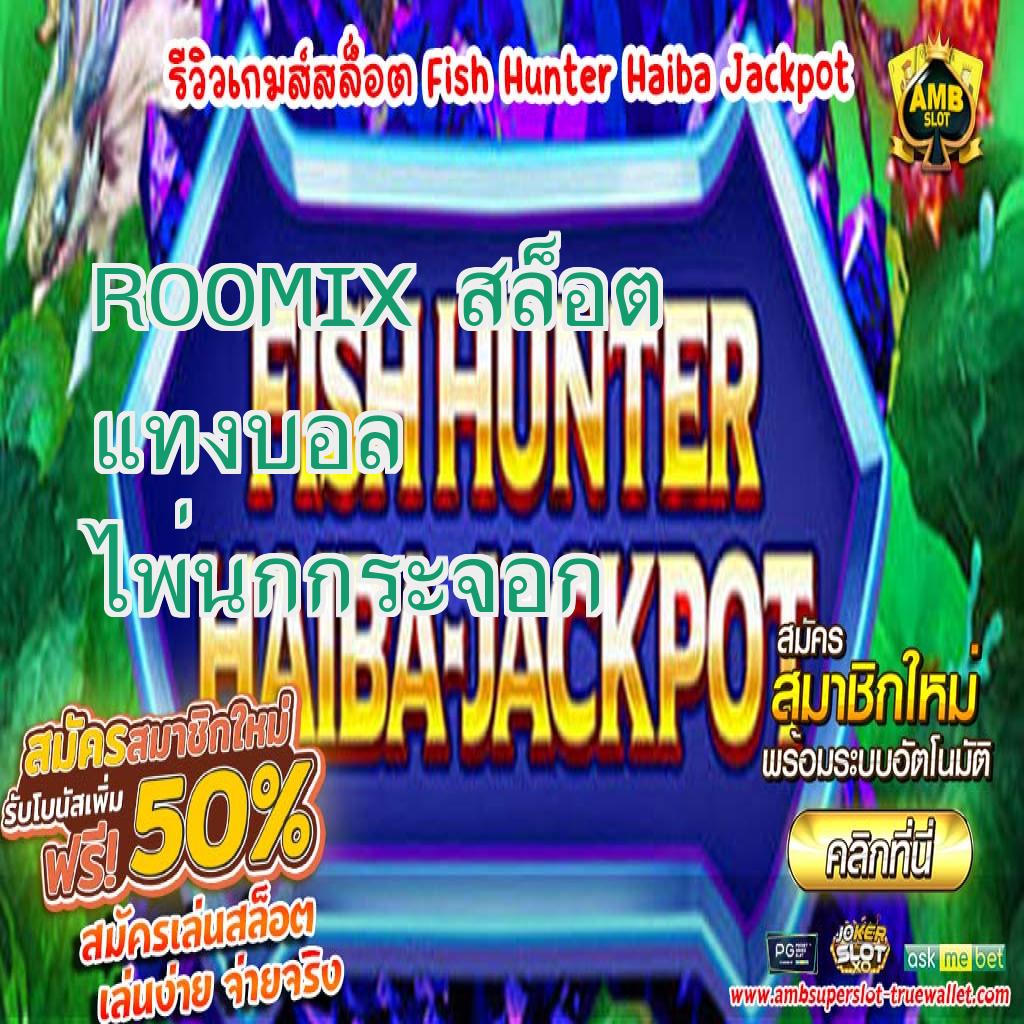 รีวิวเกมส์สล็อต Fish Hunter Haiba Jackpot
AMB
SLOT
ROOMIX สล็อต
แทงบอล
ไพ่นกกระจอก
FISH HUNTER
HAIBA·JACKPOT
สมัคร
สมาชิกใหม่
พร้อมระบบอัตโนมัติ
คลิกที่นี่
สมัครสมาชิกใหม่
รับโบนัสเพิ่ม
ฟรี! 50%
สมัครเล่นสล็อต
เล่นง่าย จ่ายจริง
PG
JOKER
SLOT
XO
ask me bet
www.ambsuperslot-truewallet.com